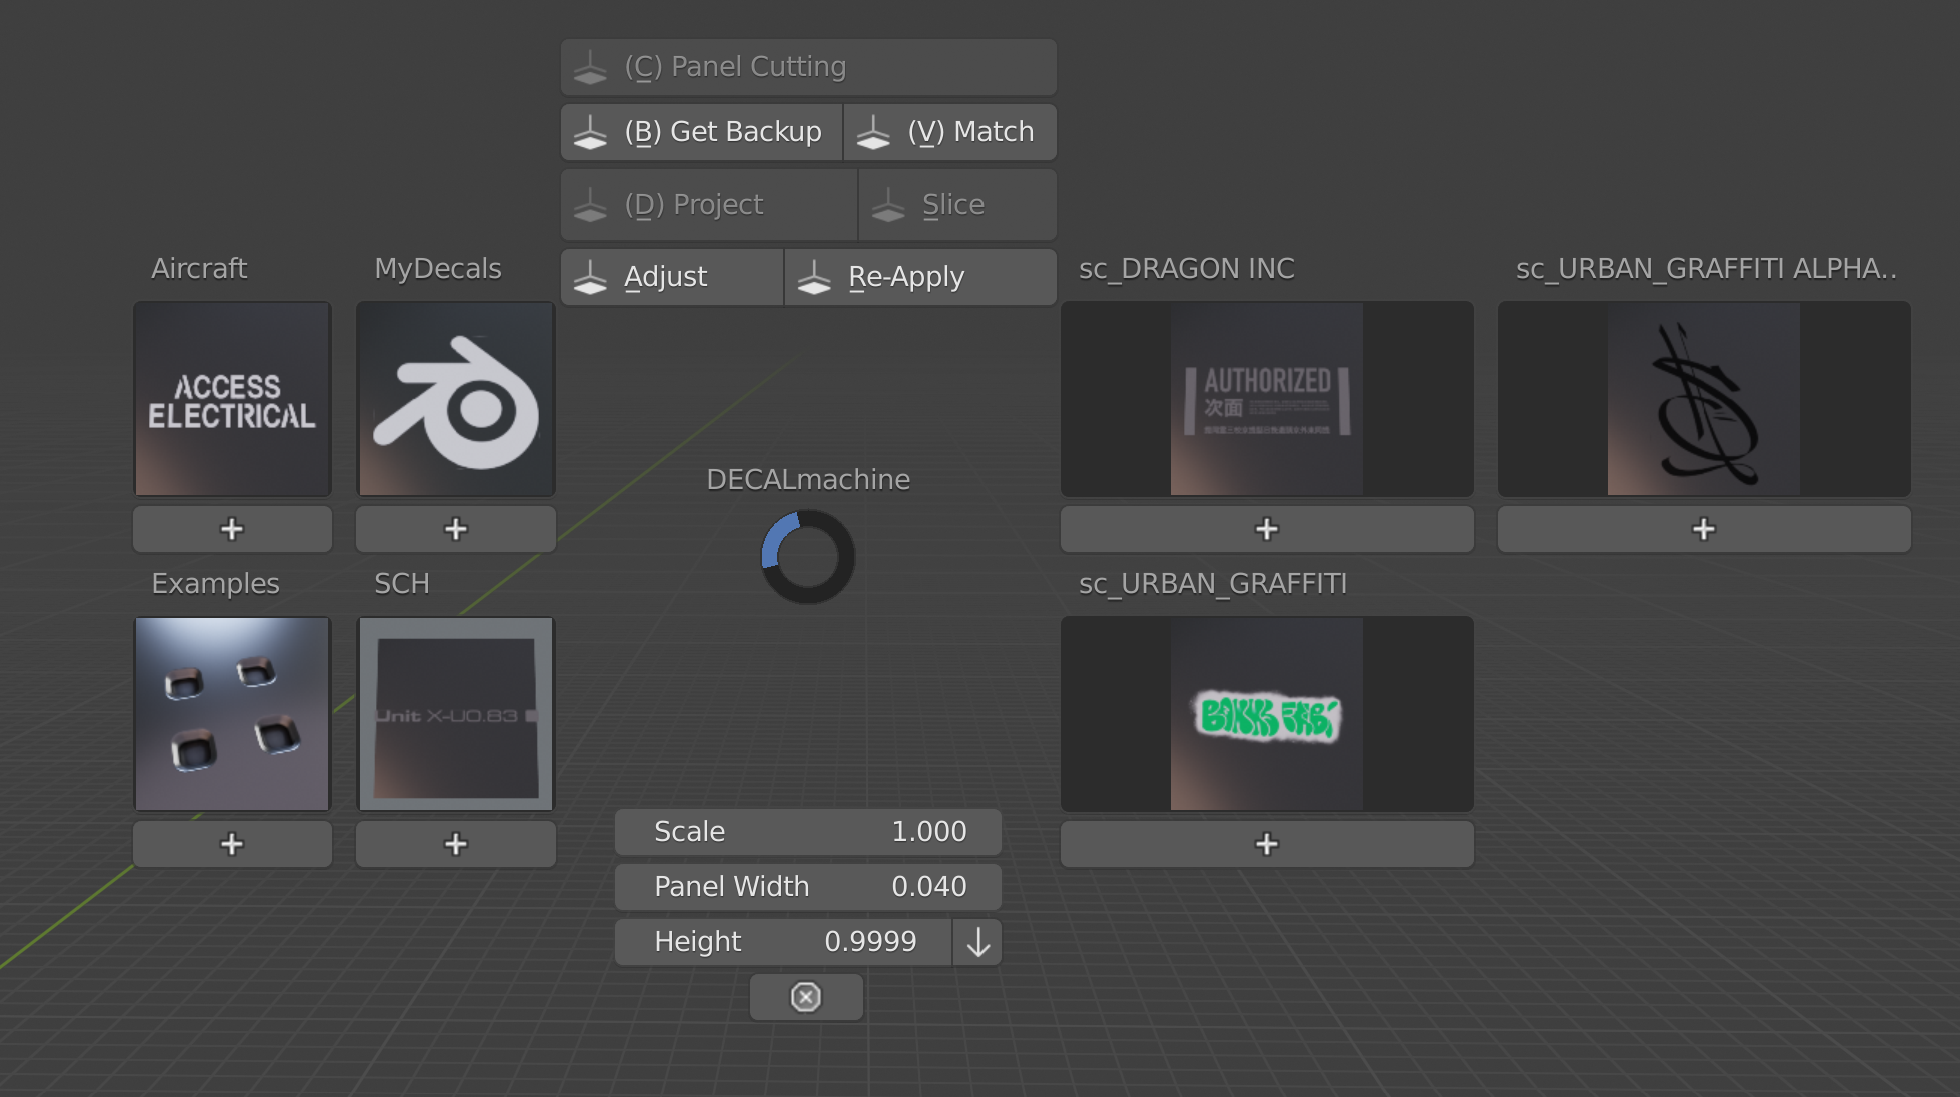 (C) Panel Cutting
(B) Get Backup
(V) Match
(D) Project
Slice
Adjust
Re-Apply
Aircraft
MyDecals
sc_DRAGON INC
sc_URBAN_GRAFFITI ALPHA..
ACCESS
ELECTRICAL
AUTHORIZED
次面
DECALmachine
Examples
SCH
sc_URBAN_GRAFFITI
Unit X-U0.83
Scale 1.000
Panel Width 0.040
Height 0.9999